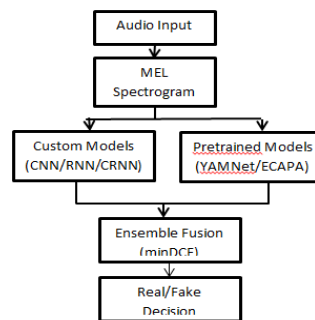 Audio Input
MEL
Spectrogram
Custom Models
(CNN/RNN/CRNN)
Pretrained Models
(YAMNet/ECAPA)
Ensemble Fusion
(minDCF)
Real/Fake
Decision